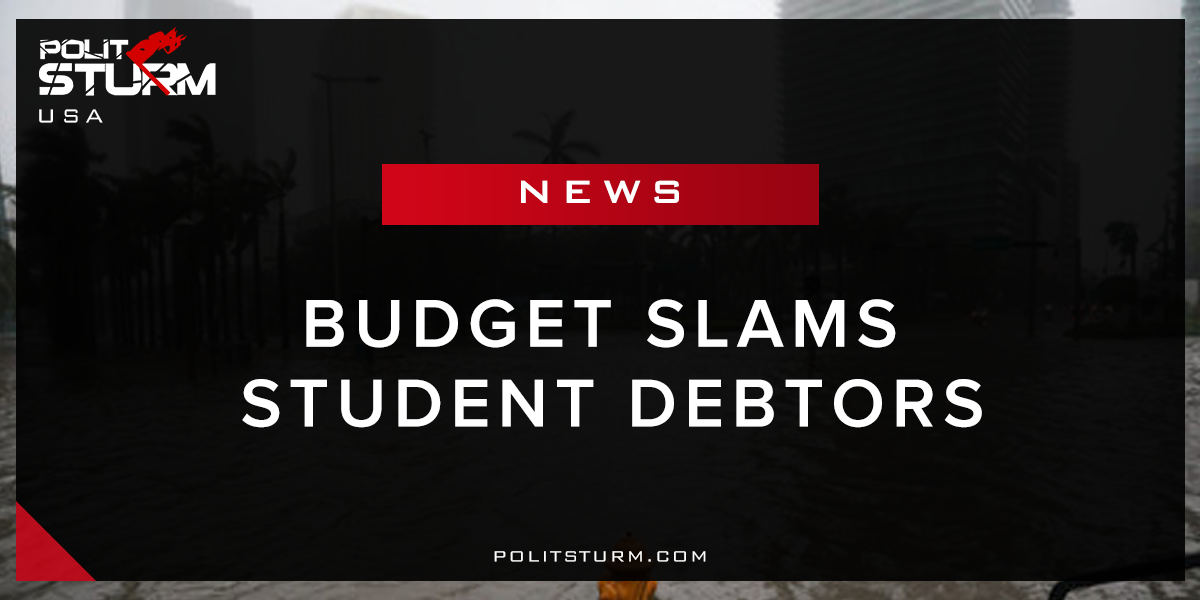 POLIT
STURM
USA
NEWS
BUDGET SLAMS
STUDENT DEBTORS
POLITSTURM.COM